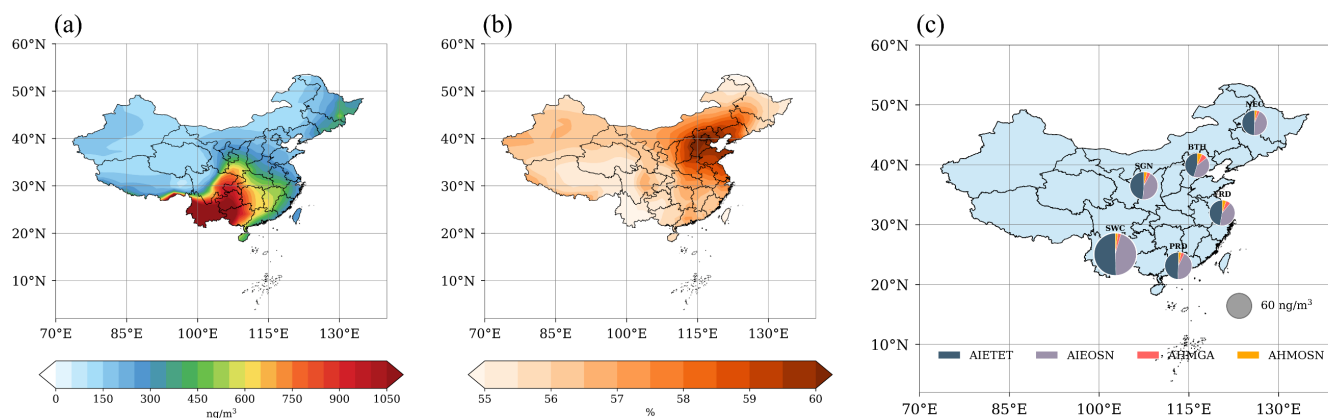 (a)
60°N
50°N
40°N
30°N
20°N
10°N
70°E 85°E 100°E 115°E 130°E
0 150 300 450 600 750 900 1050
ng/m³
(b)
60°N
50°N
40°N
30°N
20°N
10°N
70°E 85°E 100°E 115°E 130°E
55 56 57 58 59 60
%
(c)
60°N
50°N
40°N
30°N
20°N
10°N
NEC
BTH
SGN
YRD
SWC
PRD
60 ng/m³
AIETET AIEOSN AHMGA AHMOSN
70°E 85°E 100°E 115°E 130°E